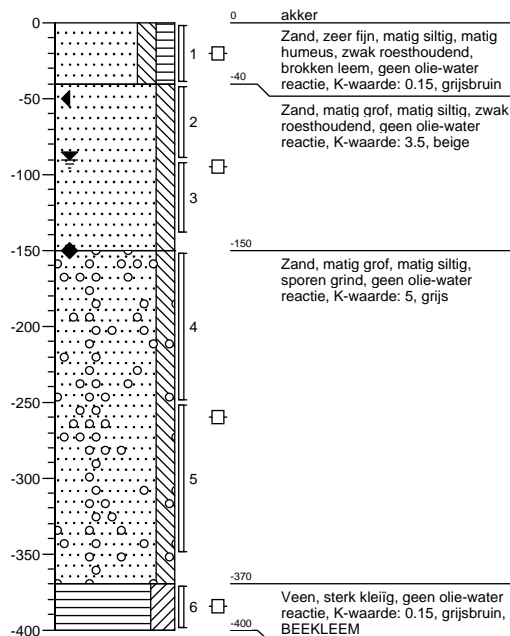 0
-50
-100
-150
-200
-250
-300
-350
-400
1
2
3
4
5
6
0
akker
Zand, zeer fijn, matig siltig, matig
humeus, zwak roesthoudend,
brokken leem, geen olie-water
reactie, K-waarde: 0.15, grijsbruin
-40
Zand, matig grof, matig siltig, zwak
roesthoudend, geen olie-water
reactie, K-waarde: 3.5, beige
-150
Zand, matig grof, matig siltig,
sporen grind, geen olie-water
reactie, K-waarde: 5, grijs
-370
Veen, sterk kleiïg, geen olie-water
reactie, K-waarde: 0.15, grijsbruin,
BEEKLEEM
-400